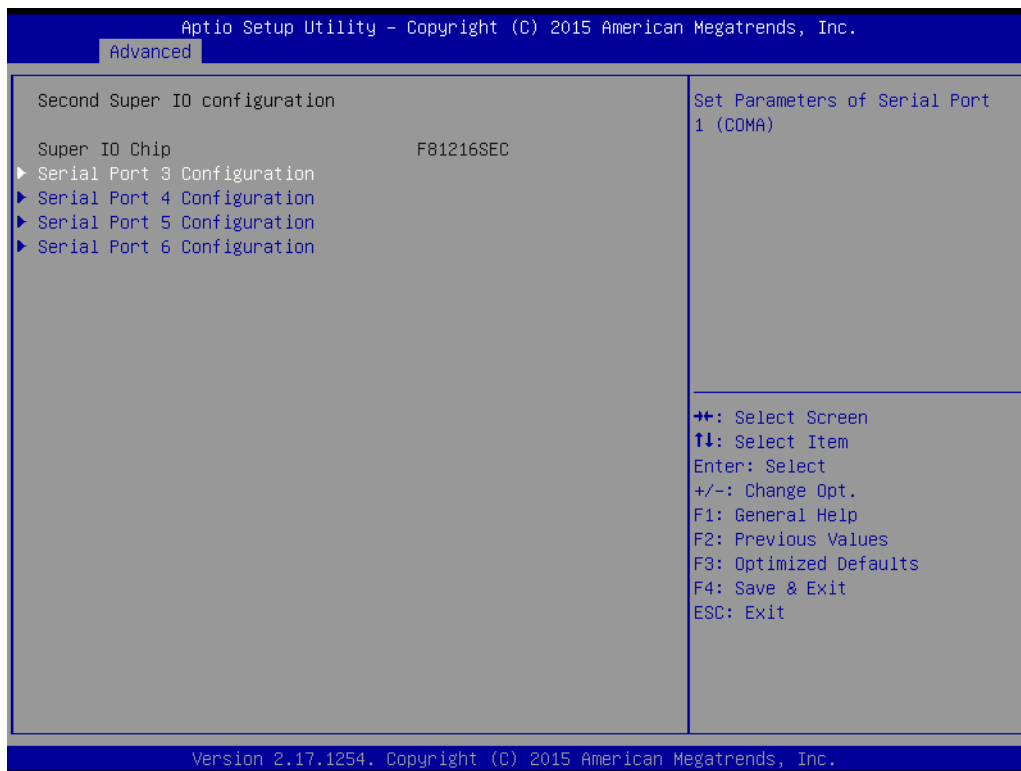 Aptio Setup Utility – Copyright (C) 2015 American Megatrends, Inc.
Advanced
Second Super IO configuration
Super IO Chip F81216SEC
Serial Port 3 Configuration
Serial Port 4 Configuration
Serial Port 5 Configuration
Serial Port 6 Configuration
Set Parameters of Serial Port
1 (COMA)
→←: Select Screen
↑↓: Select Item
Enter: Select
+/-: Change Opt.
F1: General Help
F2: Previous Values
F3: Optimized Defaults
F4: Save & Exit
ESC: Exit
Version 2.17.1254. Copyright (C) 2015 American Megatrends, Inc.